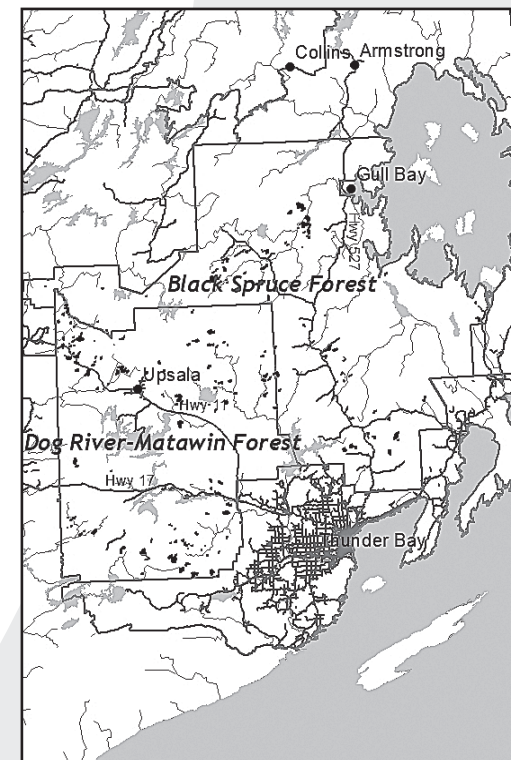 Collins
Armstrong
Gull Bay
Hwy 527
Black Spruce Forest
Upsala
Hwy 11
Dog River-Matawin Forest
Hwy 17
Thunder Bay